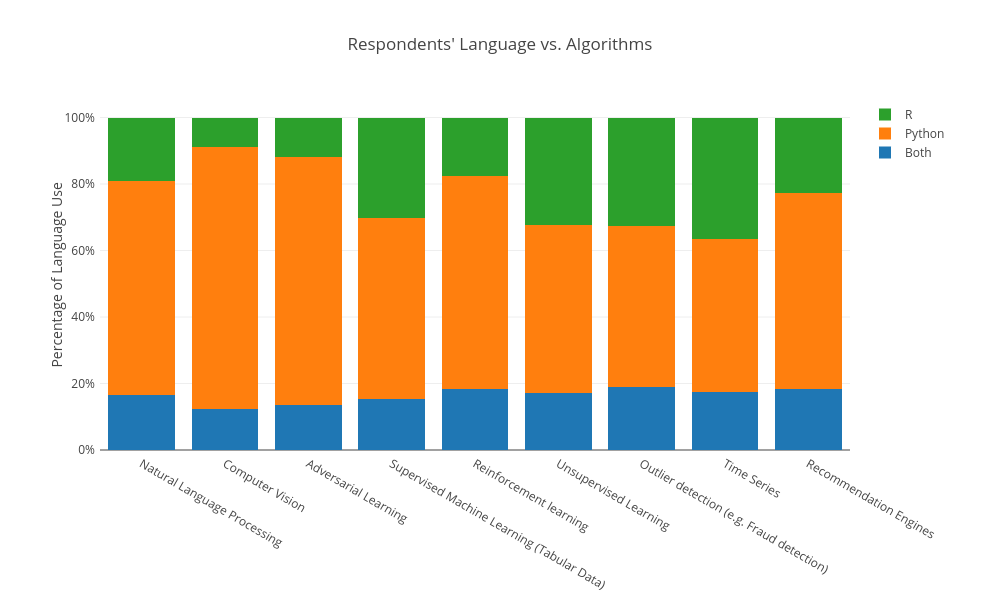 Respondents' Language vs. Algorithms
R
Python
Both
Percentage of Language Use
100%
80%
60%
40%
20%
0%
Natural Language Processing
Computer Vision
Adversarial Learning
Supervised Machine Learning (Tabular Data)
Reinforcement learning
Unsupervised Learning
Outlier detection (e.g. Fraud detection)
Time Series
Recommendation Engines